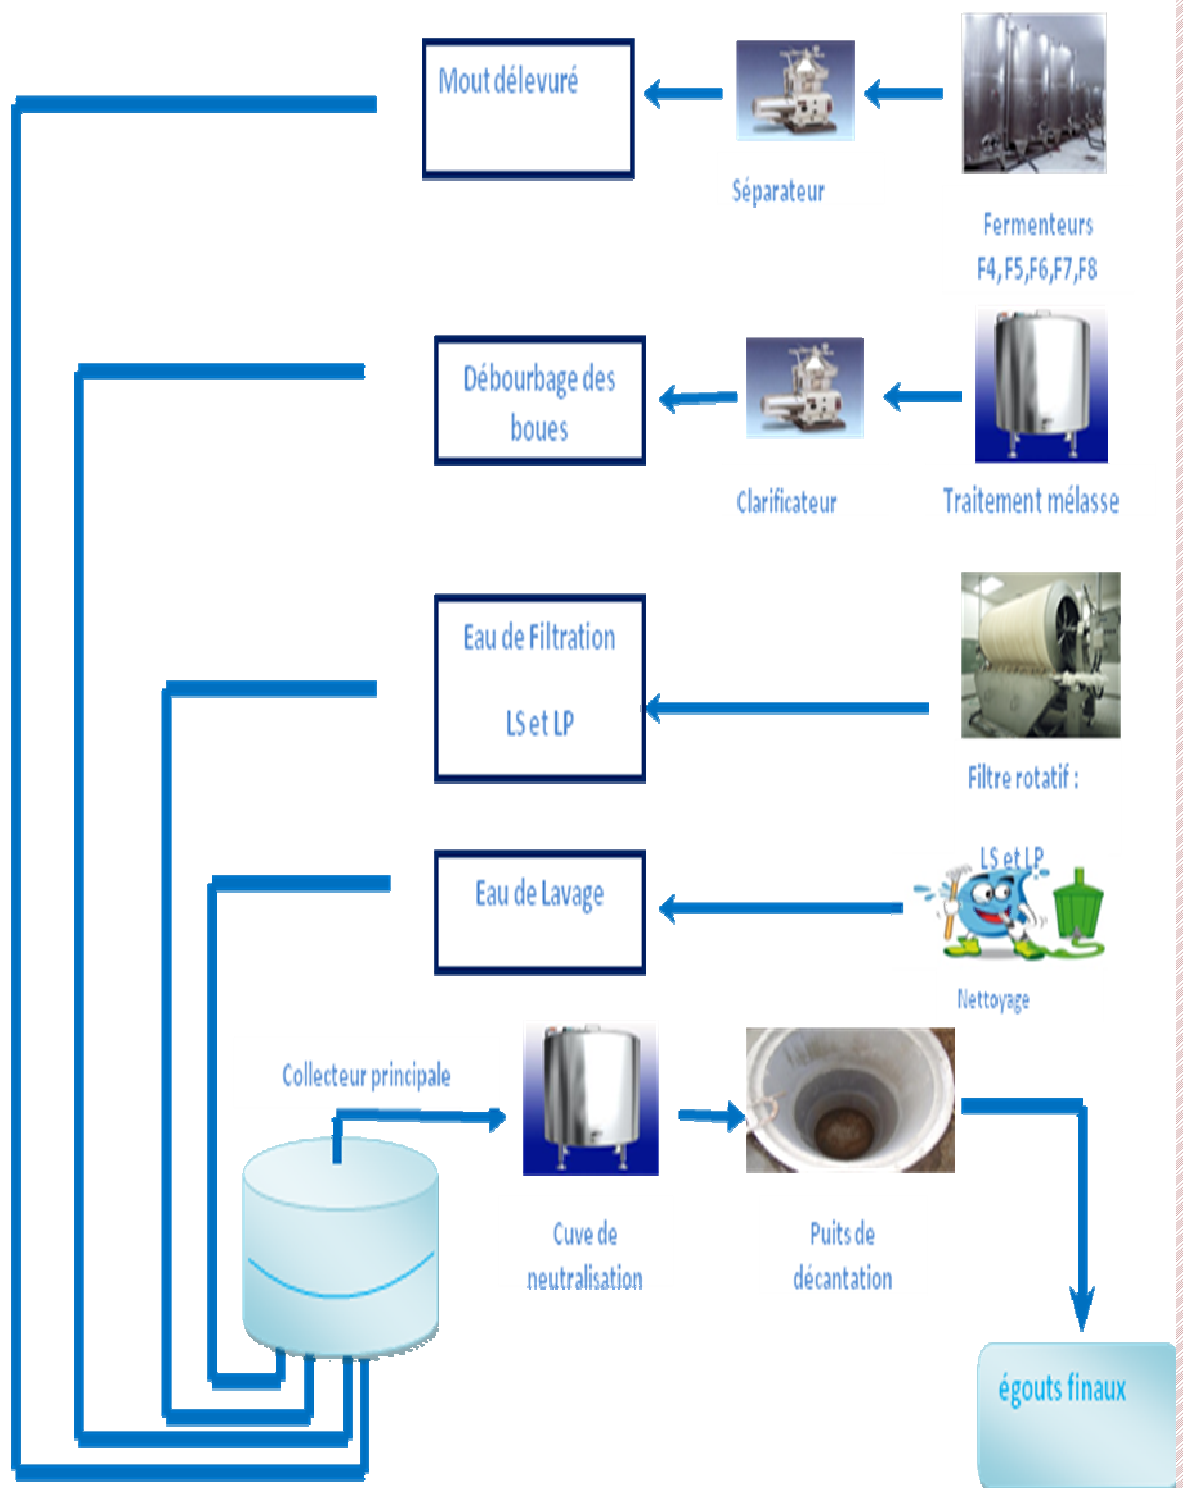 Mout délevuré
Séparateur
Fermenteurs
F4, F5,F6,F7,F8
Débourbage des
boues
Clarificateur
Traitement mélasse
Eau de Filtration
LS et LP
Filtre rotatif :
LS et LP
Eau de Lavage
Nettoyage
Collecteur principale
Cuve de
neutralisation
Puits de
décantation
égouts finaux